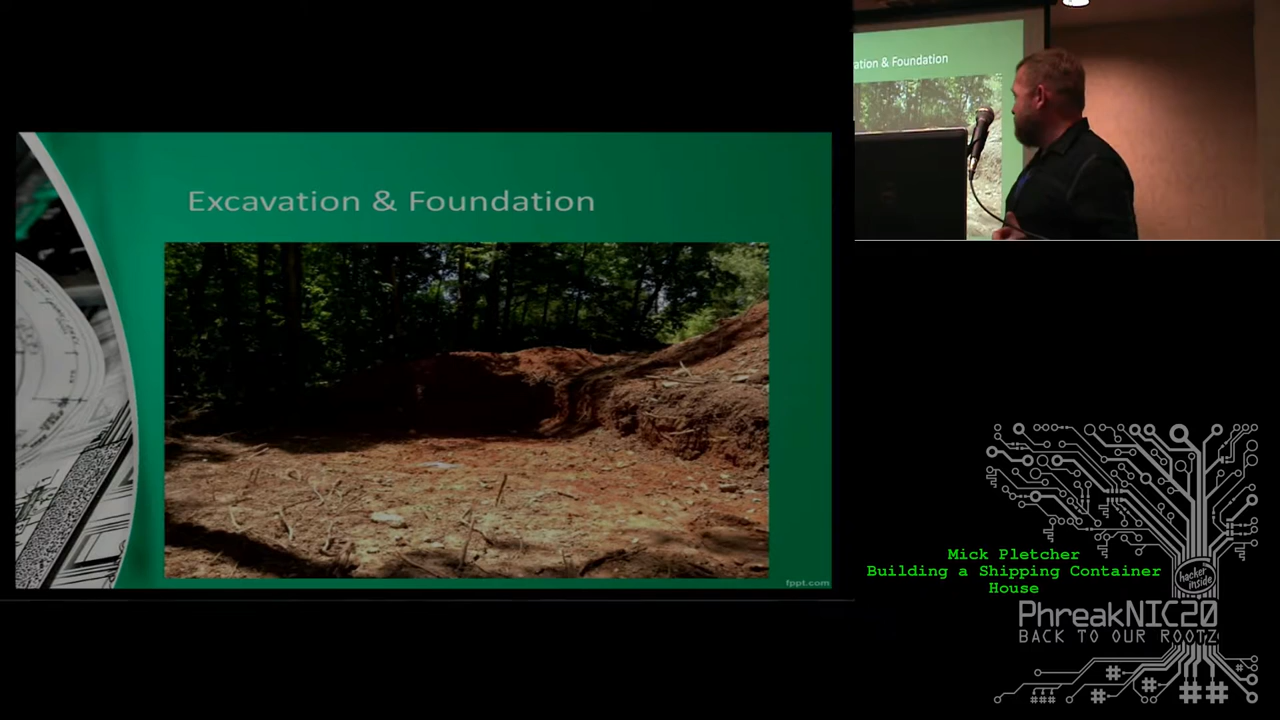 Excavation & Foundation
fppt.com
ation & Foundation
Mick Pletcher
Building a Shipping Container
House
hacker
inside
PhreakNIC20
BACK TO OUR ROOTZ
#
###
#
#
##
#